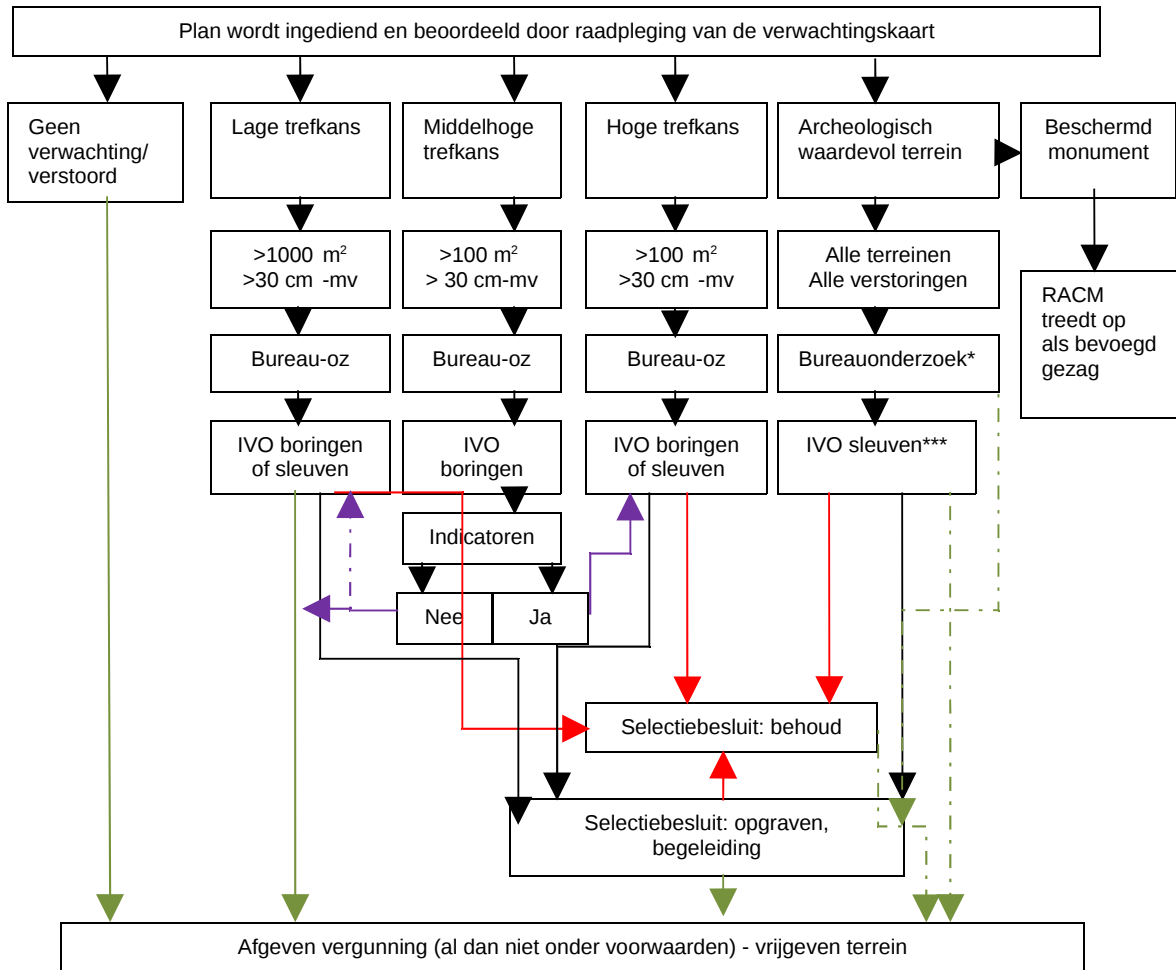 Plan wordt ingediend en beoordeeld door raadpleging van de verwachtingskaart
Geen
verwachting/
verstoord
Lage trefkans
Middelhoge
trefkans
Hoge trefkans
Archeologisch
waardevol terrein
Beschermd
monument
>1000 m²
>30 cm -mv
>100 m²
> 30 cm-mv
>100 m²
>30 cm -mv
Alle terreinen
Alle verstoringen
RACM
treedt op
als bevoegd
gezag
Bureau-oz
Bureau-oz
Bureau-oz
Bureauonderzoek*
IVO boringen
of sleuven
IVO
boringen
IVO boringen
of sleuven
IVO sleuven***
Indicatoren
Nee
Ja
Selectiebesluit: behoud
Selectiebesluit: opgraven,
begeleiding
Afgeven vergunning (al dan niet onder voorwaarden) - vrijgeven terrein